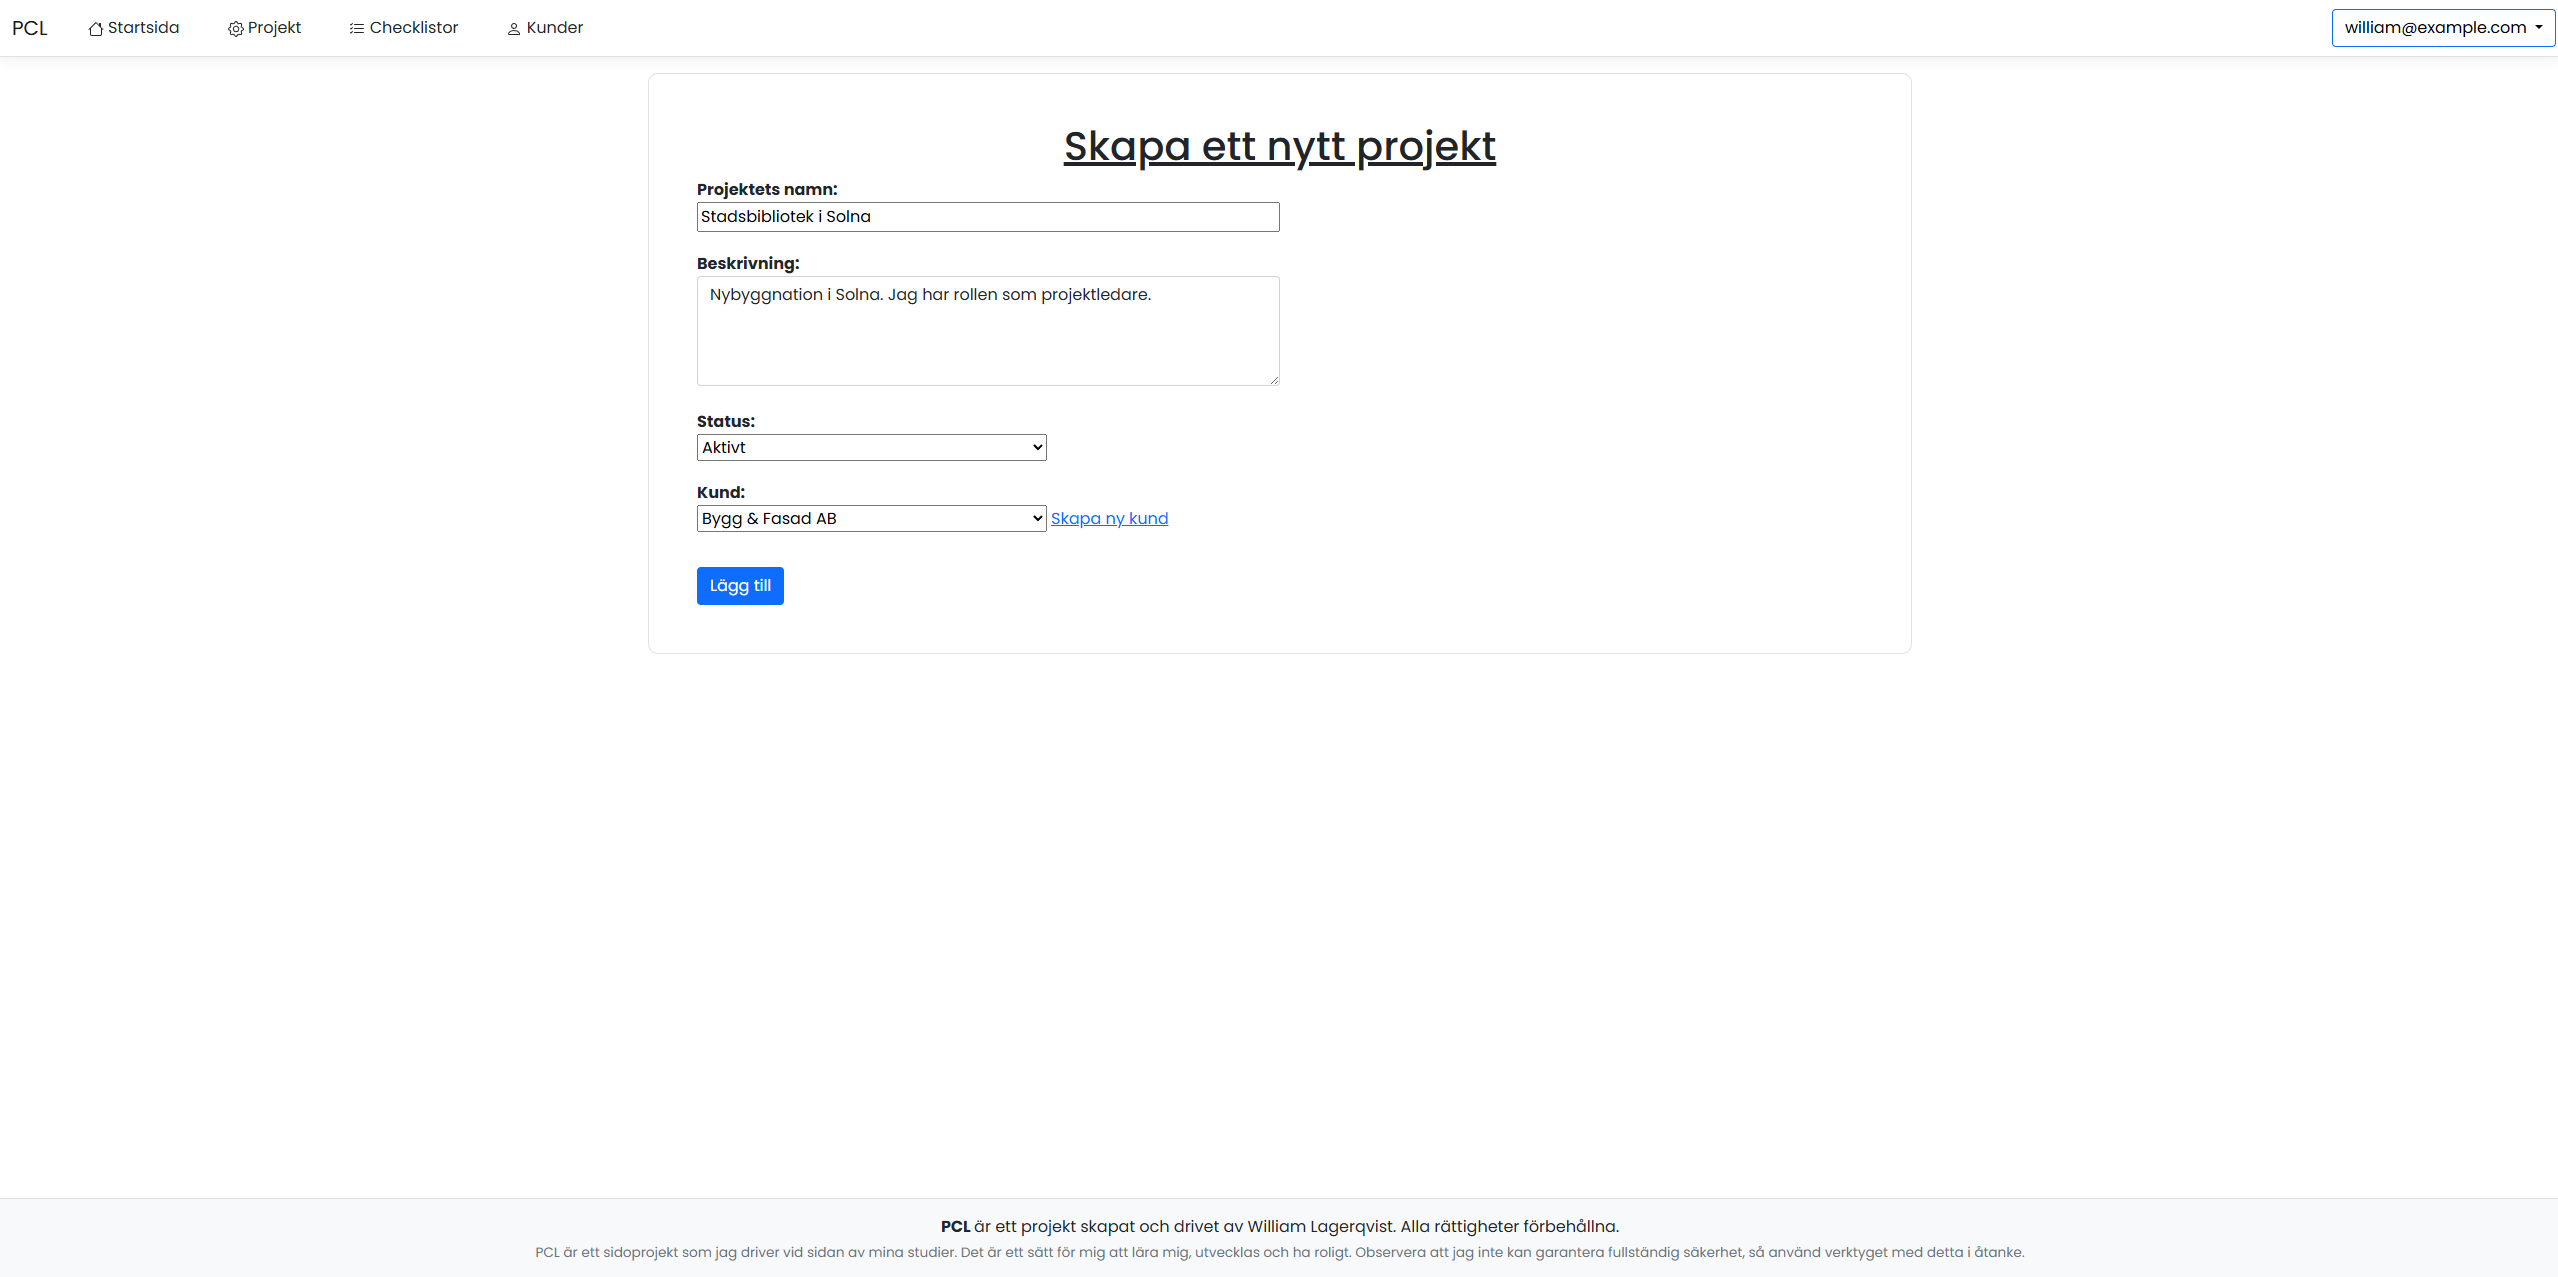 PCL Startsida Projekt Checklistor Kunder william@example.com
Skapa ett nytt projekt
Projektets namn:
Stadsbibliotek i Solna
Beskrivning:
Nybyggnation i Solna. Jag har rollen som projektledare.
Status:
Aktivt
Kund:
Bygg & Fasad AB Skapa ny kund
Lägg till
PCL är ett projekt skapat och drivet av William Lagerqvist. Alla rättigheter förbehållna.
PCL är ett sidoprojekt som jag driver vid sidan av mina studier. Det är ett sätt för mig att lära mig, utvecklas och ha roligt. Observera att jag inte kan garantera fullständig säkerhet, så använd verktyget med detta i åtanke.